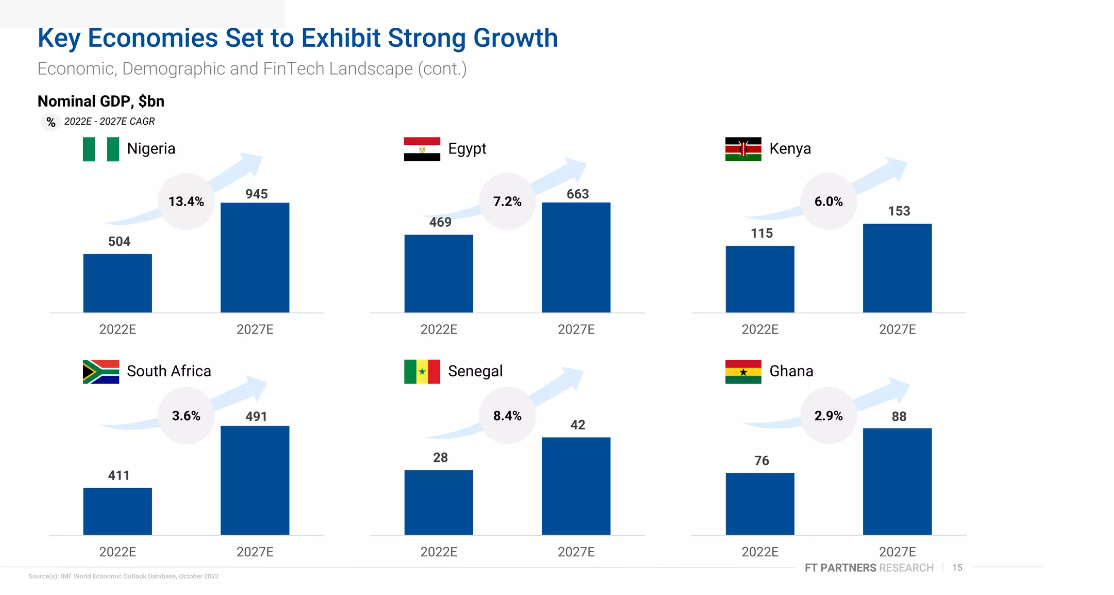 Key Economies Set to Exhibit Strong Growth
Economic, Demographic and FinTech Landscape (cont.)
Nominal GDP, $bn
% 2022E - 2027E CAGR
Nigeria
13.4%
504
945
2022E
2027E
Egypt
7.2%
469
663
2022E
2027E
Kenya
6.0%
115
153
2022E
2027E
South Africa
3.6%
411
491
2022E
2027E
Senegal
8.4%
28
42
2022E
2027E
Ghana
2.9%
76
88
2022E
2027E
Source(s): IMF World Economic Outlook Database, October 2022
FT PARTNERS RESEARCH | 15